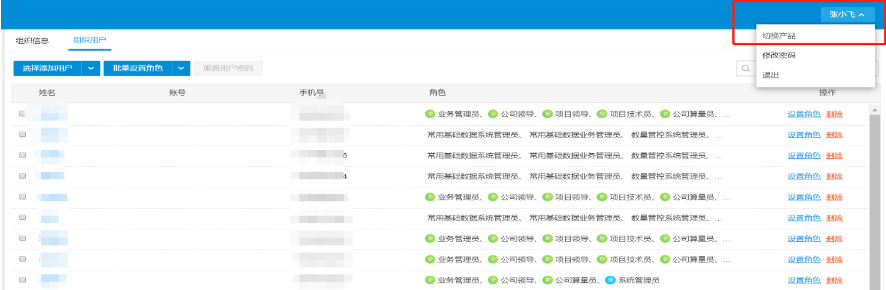 张小飞
切换产品
修改密码
退出
组织信息 组织用户
选择添加用户 批量设置角色 重置用户密码
姓名 账号 手机号 角色 操作
业务管理员、 公司领导、 项目领导、 项目技术员、 公司算量员、 ... 设置角色 删除
常用基础数据系统管理员、 常用基础数据业务管理员、 数量管控系统管理员、 ... 设置角色 删除
6 常用基础数据系统管理员、 常用基础数据业务管理员、 数量管控系统管理员、 ... 设置角色 删除
4 常用基础数据系统管理员、 常用基础数据业务管理员、 数量管控系统管理员、 ... 设置角色 删除
业务管理员、 公司领导、 项目领导、 项目技术员、 公司算量员、 ... 设置角色 删除
常用基础数据系统管理员、 常用基础数据业务管理员、 数量管控系统管理员、 ... 设置角色 删除
业务管理员、 公司领导、 项目领导、 项目技术员、 公司算量员、 ... 设置角色 删除
业务管理员、 公司领导、 项目领导、 项目技术员、 公司算量员、 ... 设置角色 删除
业务管理员、 公司领导、 公司算量员、 系统管理员 设置角色 删除